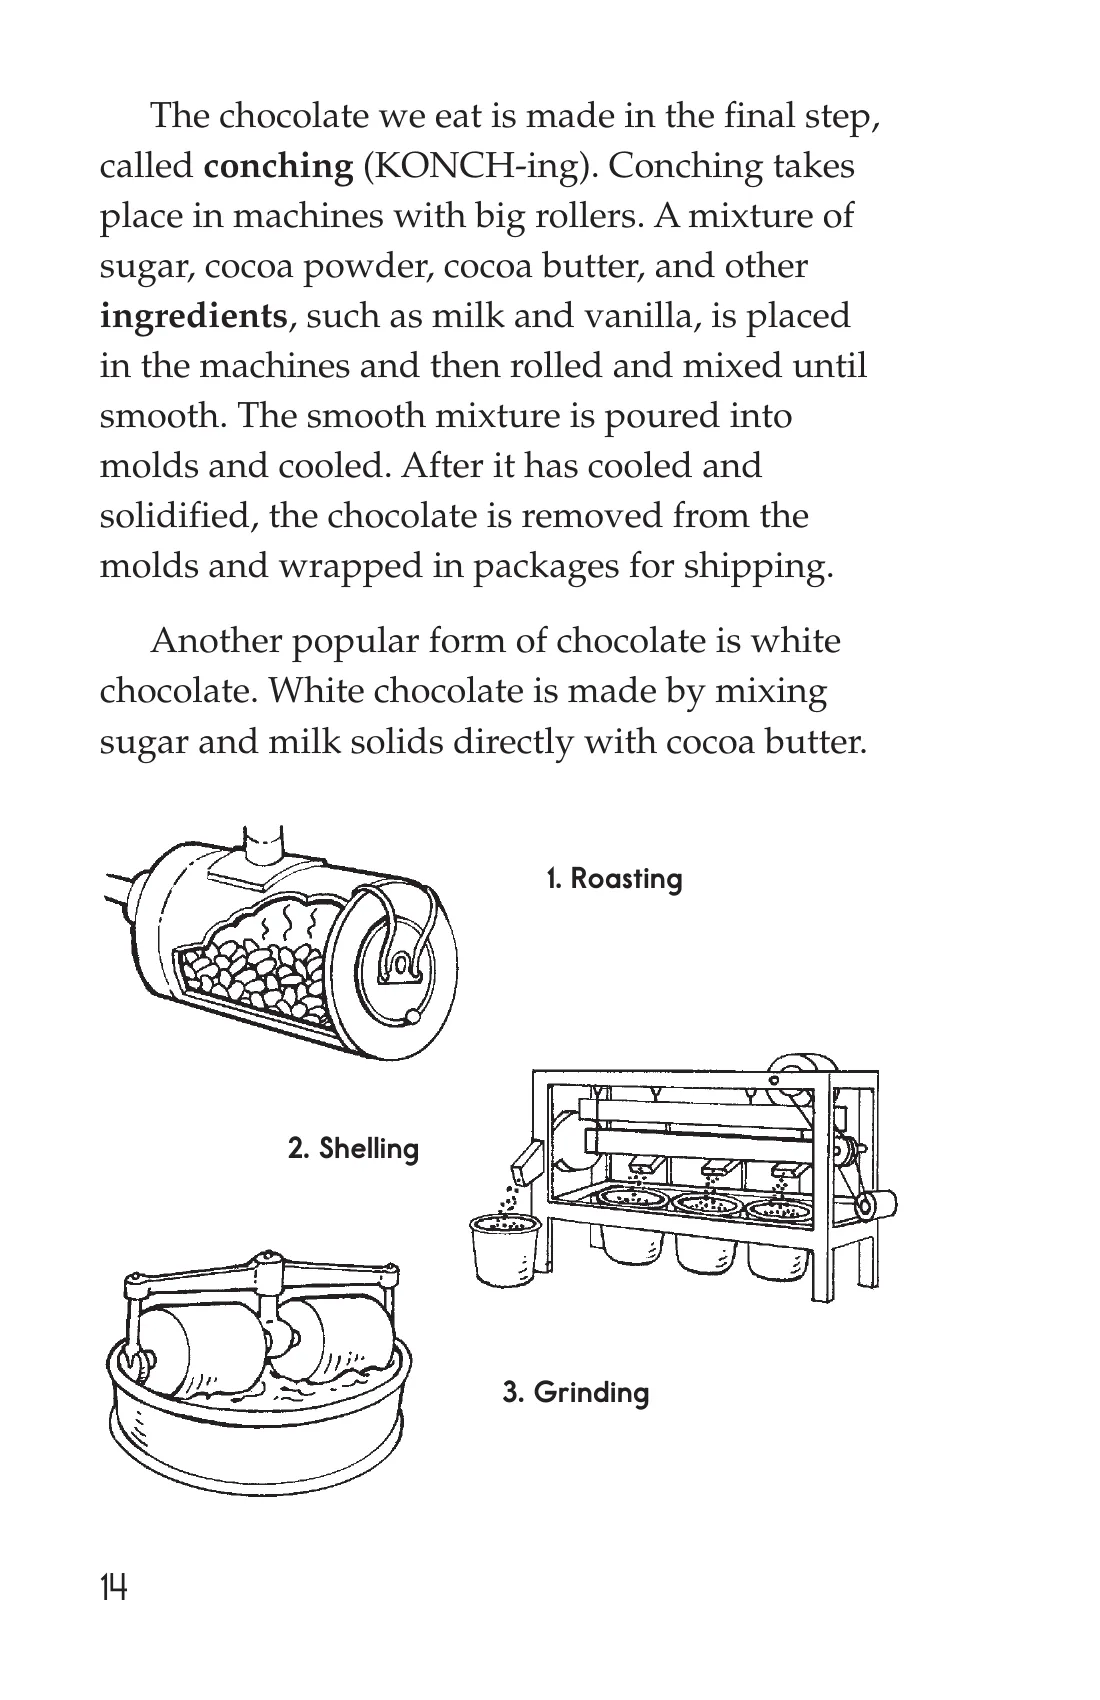 The chocolate we eat is made in the final step,
called conching (KONCH-ing). Conching takes
place in machines with big rollers. A mixture of
sugar, cocoa powder, cocoa butter, and other
ingredients, such as milk and vanilla, is placed
in the machines and then rolled and mixed until
smooth. The smooth mixture is poured into
molds and cooled. After it has cooled and
solidified, the chocolate is removed from the
molds and wrapped in packages for shipping.
Another popular form of chocolate is white
chocolate. White chocolate is made by mixing
sugar and milk solids directly with cocoa butter.
1. Roasting
2. Shelling
3. Grinding
14